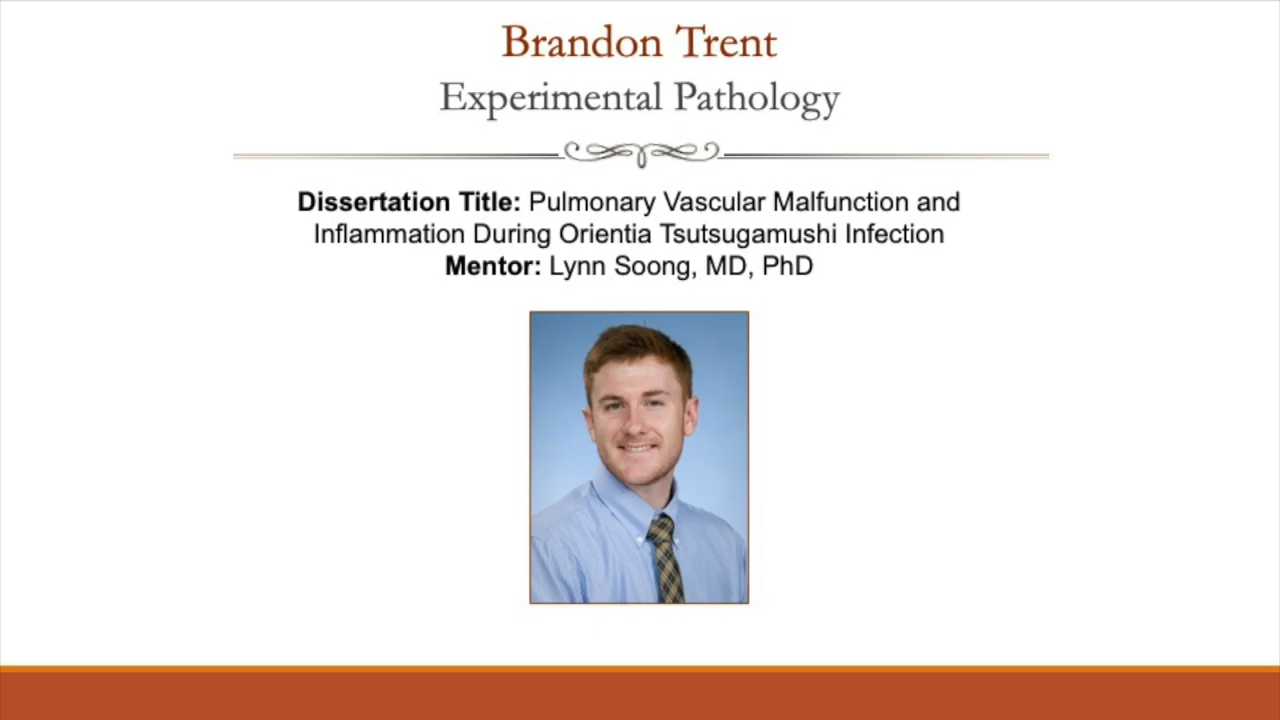 Brandon Trent
Experimental Pathology
Dissertation Title: Pulmonary Vascular Malfunction and
Inflammation During Orientia Tsutsugamushi Infection
Mentor: Lynn Soong, MD, PhD